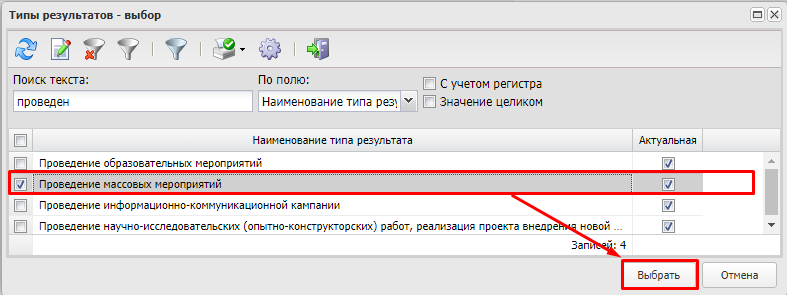 Типы результатов - выбор
Поиск текста:
По полю:
С учетом регистра
проведен
Наименование типа резу
Значение целиком
Наименование типа результата
Актуальная
Проведение образовательных мероприятий
Проведение массовых мероприятий
Проведение информационно-коммуникационной кампании
Проведение научно-исследовательских (опытно-конструкторских) работ, реализация проекта внедрения новой ...
Записей: 4
Выбрать
Отмена